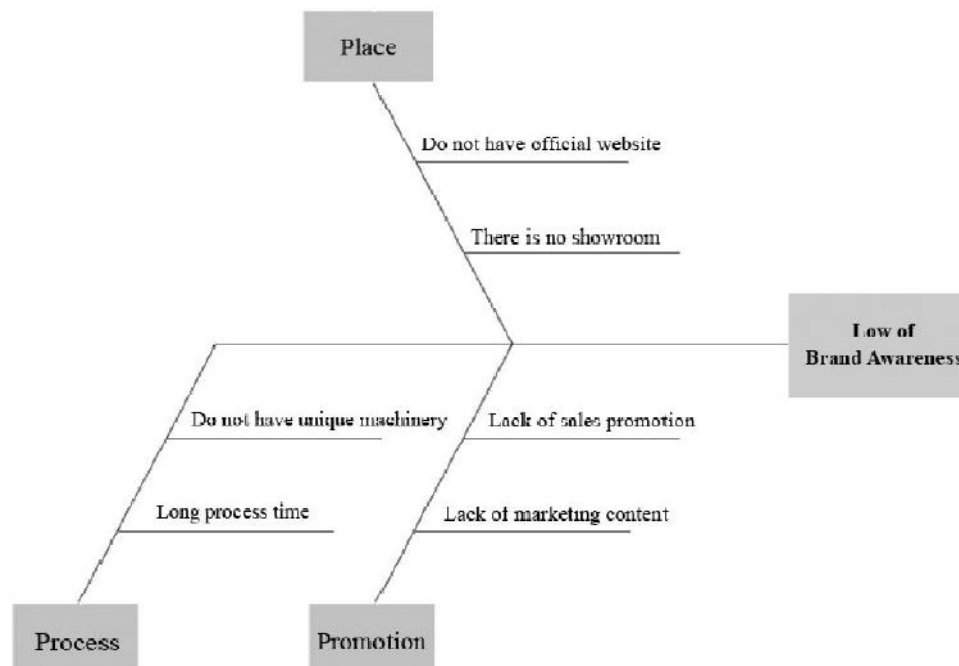 Place
Do not have official website
There is no showroom
Low of
Brand Awareness
Do not have unique machinery
Lack of sales promotion
Long process time
Lack of marketing content
Process
Promotion